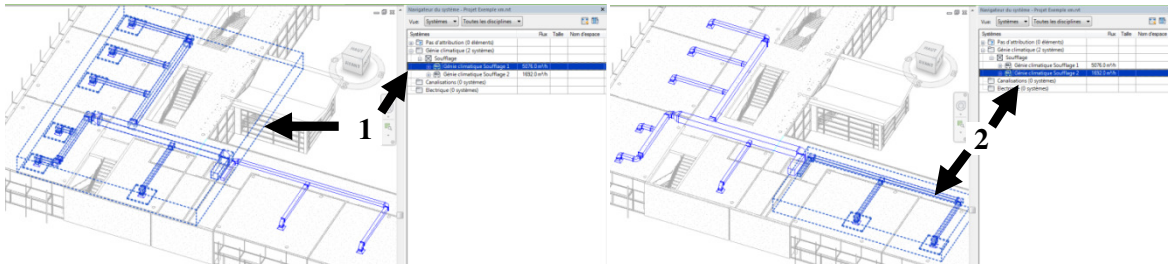 Navigateur du système - Projet Exemple sev.rvt
Vue: Systèmes Toutes les disciplines
Systèmes Flux Taille Nom d'espace
Pas d'attribution (0 éléments)
Génie climatique (2 systèmes)
Soufflage
Génie climatique Soufflage 1 5076.0 m³/h
Génie climatique Soufflage 2 1692.0 m³/h
Canalisations (0 systèmes)
Electrique (0 systèmes)
1
Navigateur du système - Projet Exemple sev.rvt
Vue: Systèmes Toutes les disciplines
Systèmes Flux Taille Nom d'espace
Pas d'attribution (0 éléments)
Génie climatique (2 systèmes)
Soufflage
Génie climatique Soufflage 1 5076.0 m³/h
Génie climatique Soufflage 2 1692.0 m³/h
Canalisations (0 systèmes)
Electrique (0 systèmes)
2